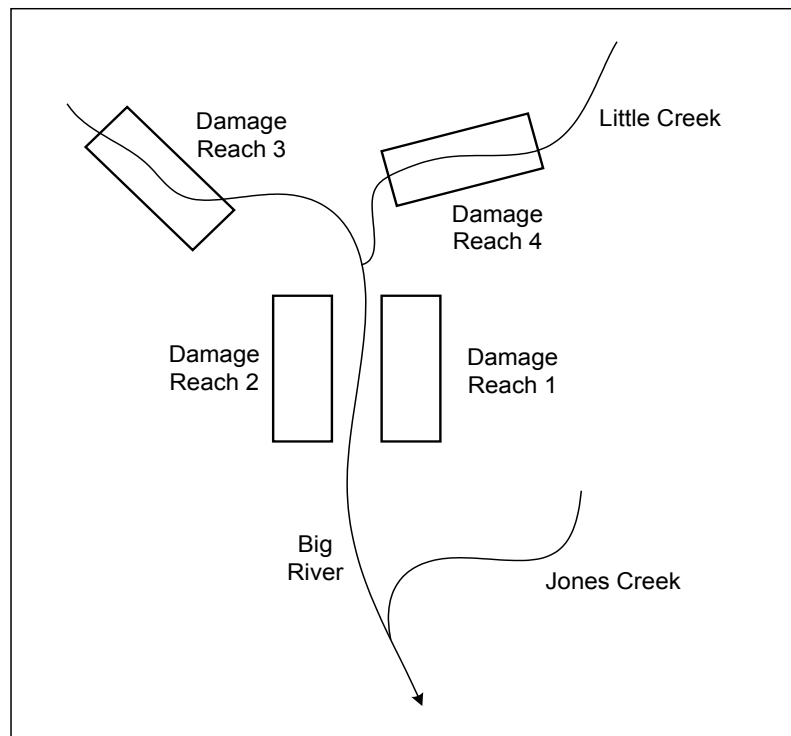 Damage
Reach 3
Little Creek
Damage
Reach 4
Damage
Reach 2
Damage
Reach 1
Big
River
Jones Creek